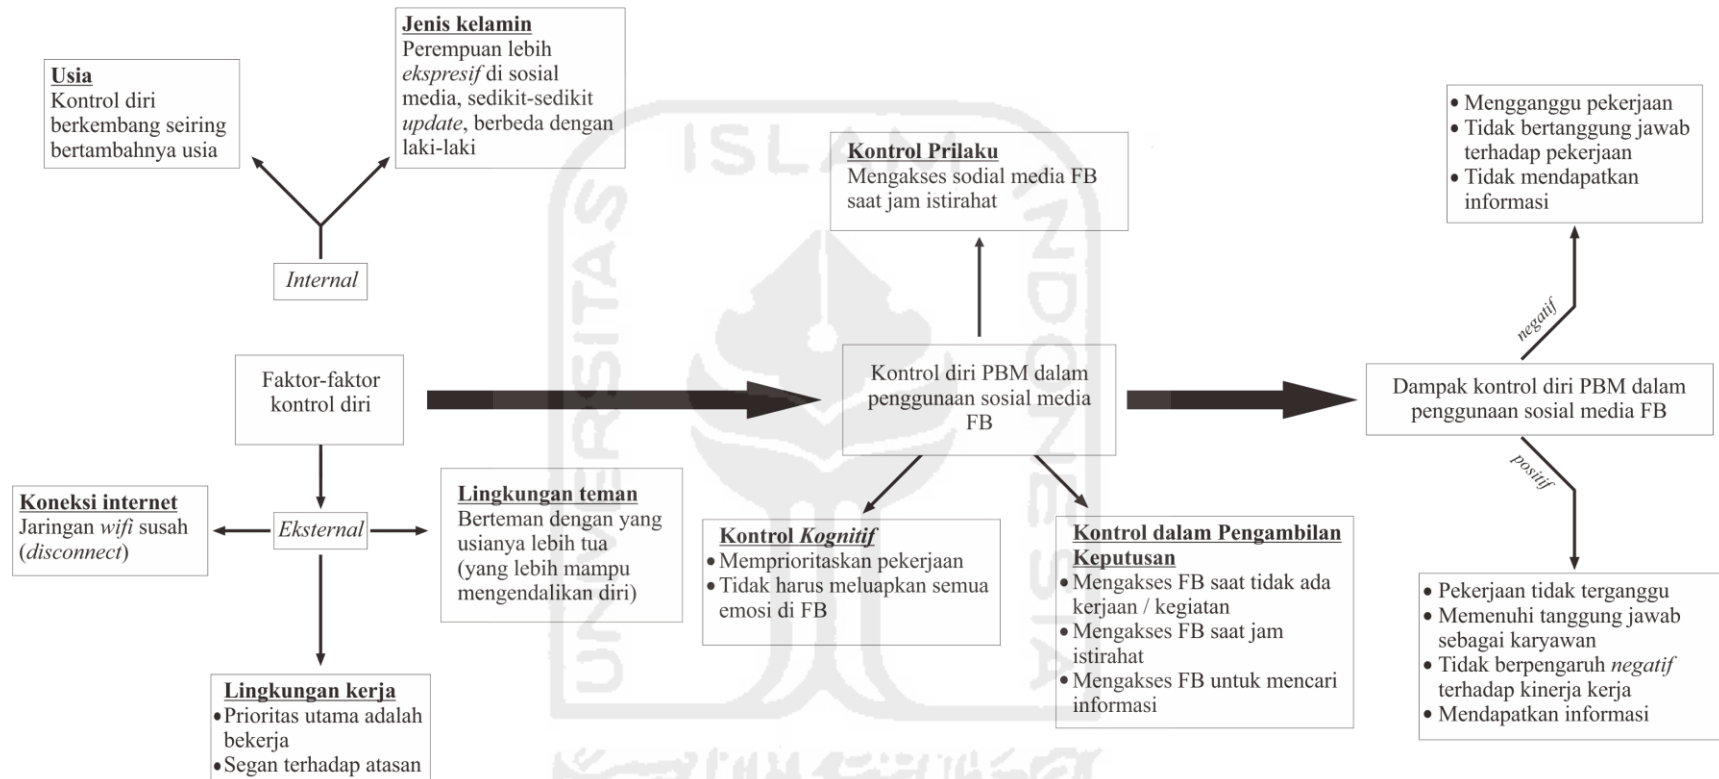 Usia
Kontrol diri
berkembang seiring
bertambahnya usia
Jenis kelamin
Perempuan lebih
ekspresif di sosial
media, sedikit-sedikit
update, berbeda dengan
laki-laki
Internal
Faktor-faktor
kontrol diri
Koneksi internet
Jaringan wifi susah
(disconnect)
Eksternal
Lingkungan teman
Berteman dengan yang
usianya lebih tua
(yang lebih mampu
mengendalikan diri)
Lingkungan kerja
• Prioritas utama adalah
bekerja
• Segan terhadap atasan
Kontrol Prilaku
Mengakses sodial media FB
saat jam istirahat
Kontrol diri PBM dalam
penggunaan sosial media
FB
Kontrol Kognitif
• Memprioritaskan pekerjaan
• Tidak harus meluapkan semua
emosi di FB
Kontrol dalam Pengambilan
Keputusan
• Mengakses FB saat tidak ada
kerjaan / kegiatan
• Mengakses FB saat jam
istirahat
• Mengakses FB untuk mencari
informasi
• Mengganggu pekerjaan
• Tidak bertanggung jawab
terhadap pekerjaan
• Tidak mendapatkan
informasi
negatif
Dampak kontrol diri PBM dalam
penggunaan sosial media FB
positif
• Pekerjaan tidak terganggu
• Memenuhi tanggung jawab
sebagai karyawan
• Tidak berpengaruh negatif
terhadap kinerja kerja
• Mendapatkan informasi
UNIVERSITAS
ISLAM
INDONESIA